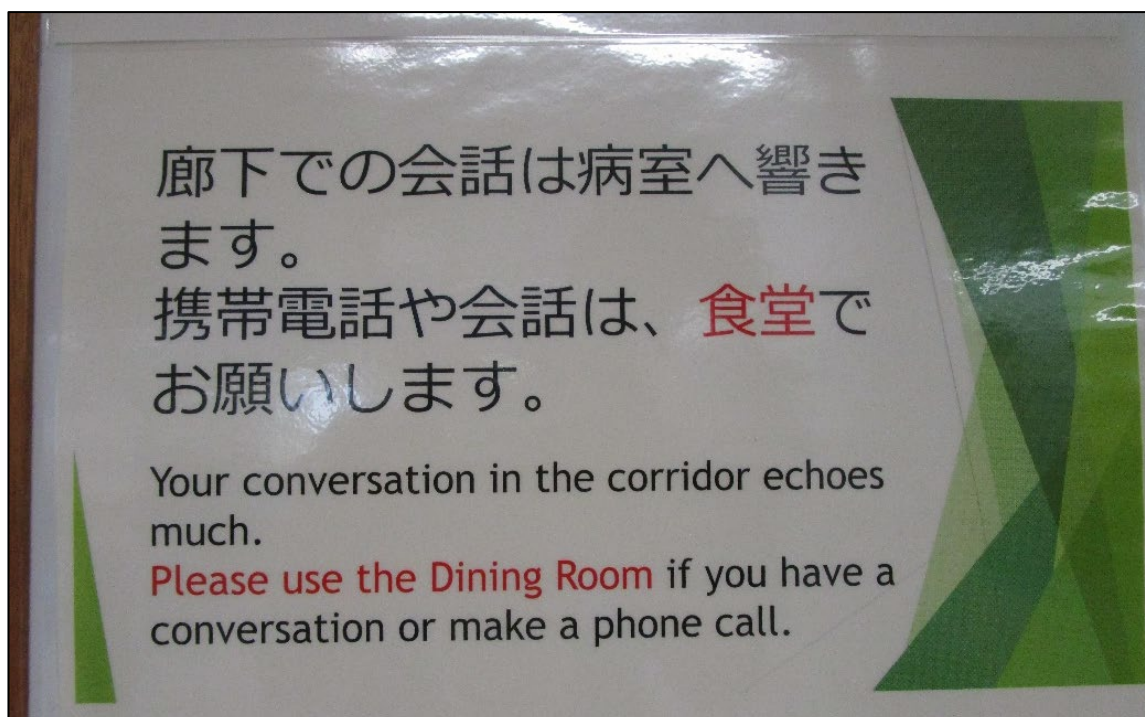 廊下での会話は病室へ響き
ます。
携帯電話や会話は、食堂で
お願いします。
Your conversation in the corridor echoes
much.
Please use the Dining Room if you have a
conversation or make a phone call.